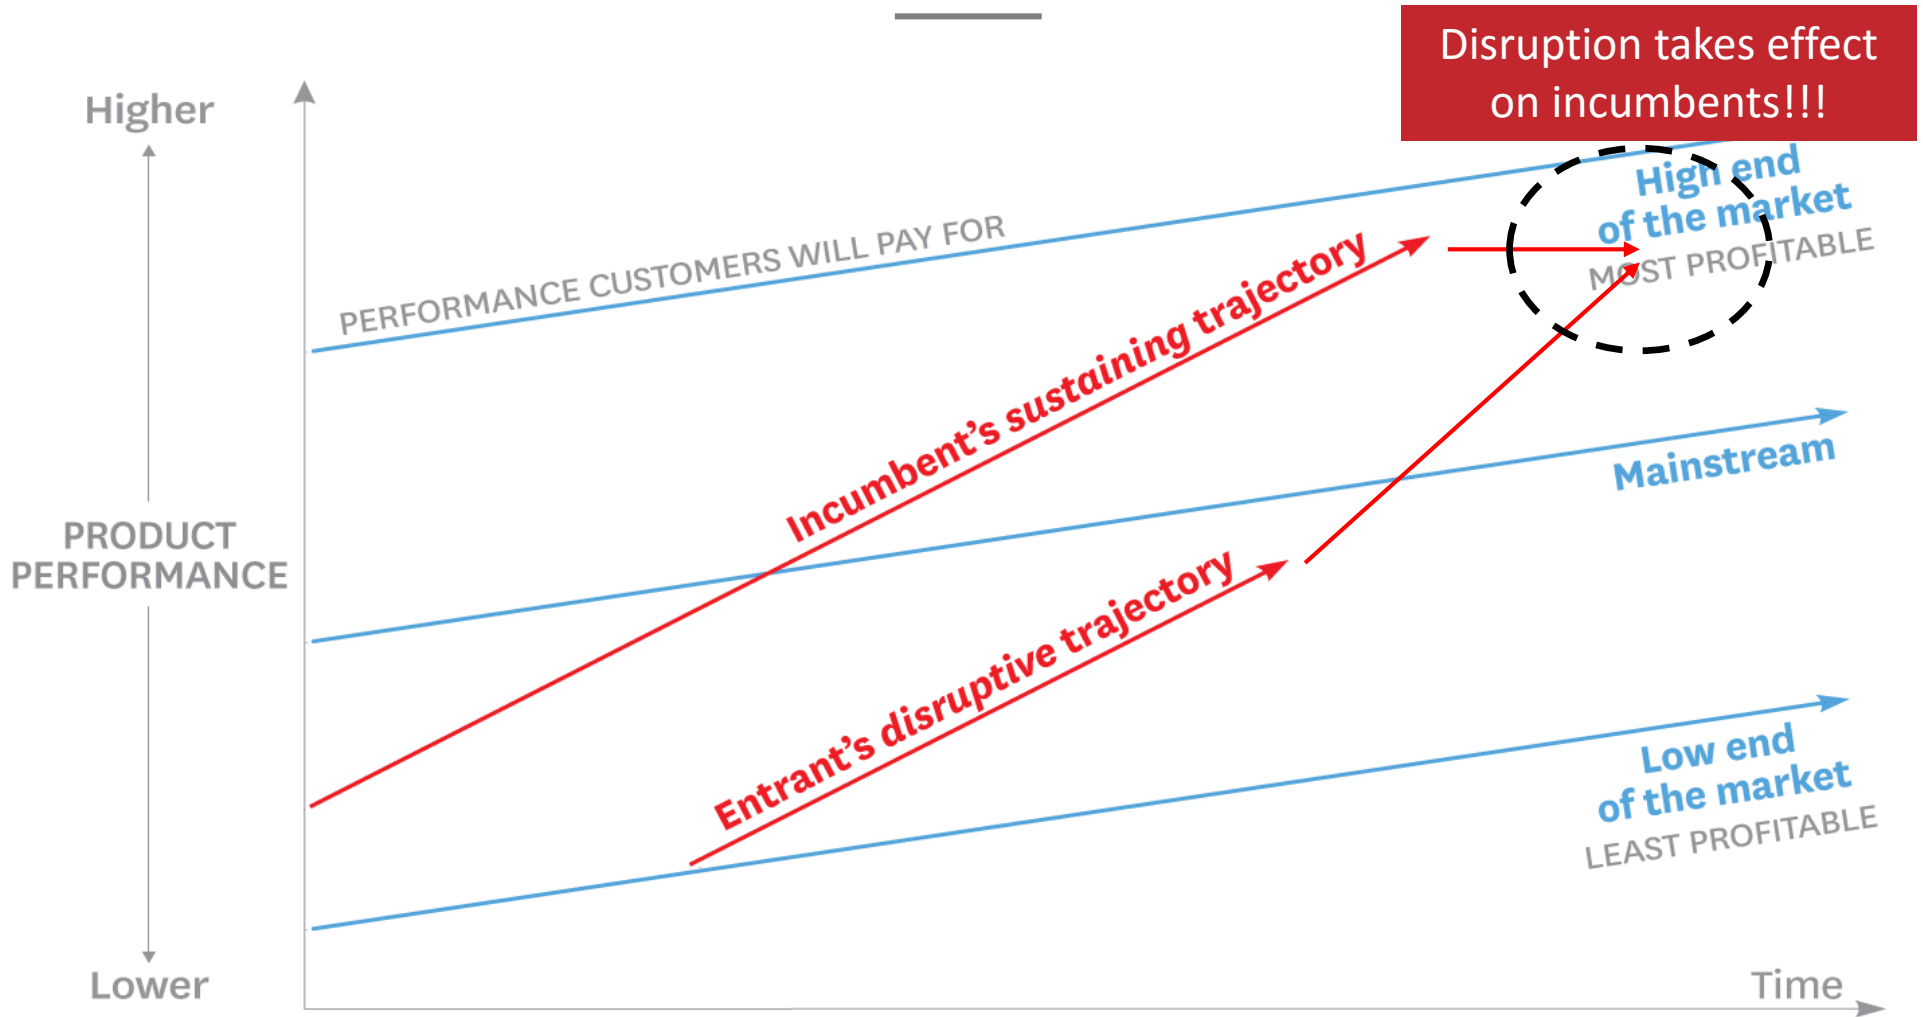 Disruption takes effect
on incumbents!!!
Higher
PRODUCT
PERFORMANCE
Lower
PERFORMANCE CUSTOMERS WILL PAY FOR
Incumbent’s sustaining trajectory
Entrant’s disruptive trajectory
High end
of the market
MOST PROFITABLE
Mainstream
Low end
of the market
LEAST PROFITABLE
Time